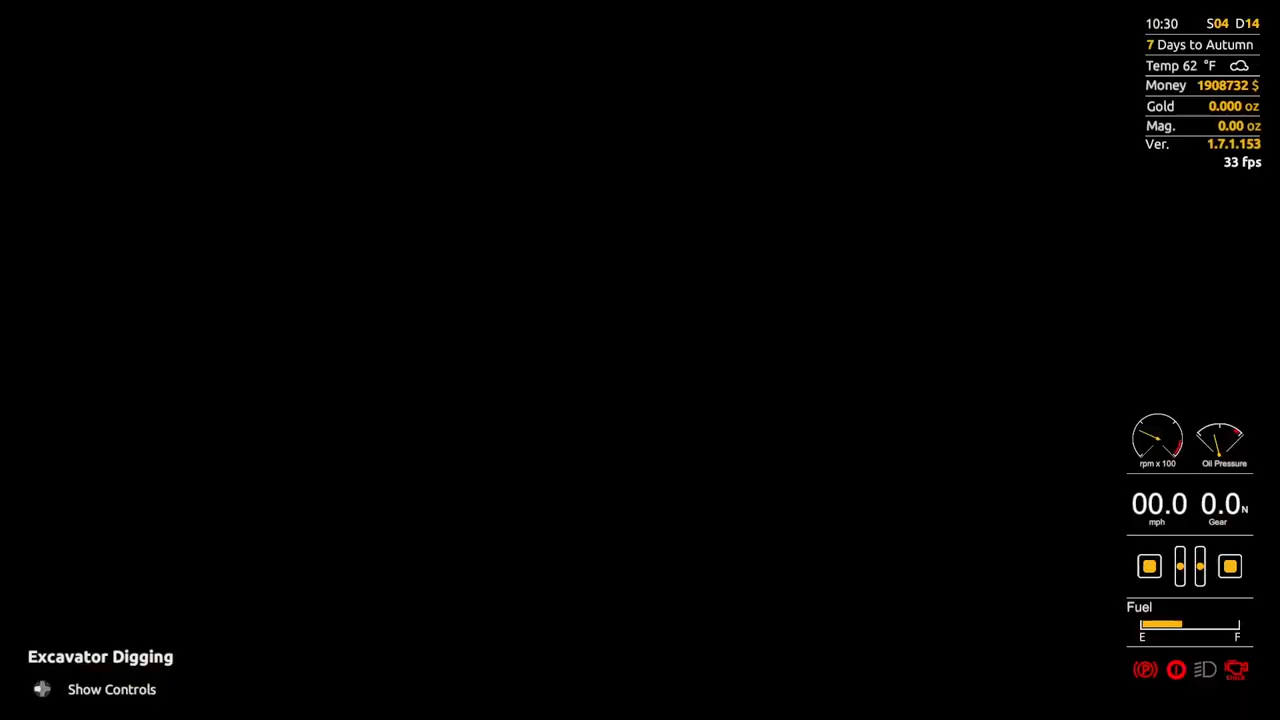 10:30 S04 D14
7 Days to Autumn
Temp 62 °F
Money 1908732 $
Gold 0.000 oz
Mag. 0.00 oz
Ver. 1.7.1.153
33 fps
rpm x 100 Oil Pressure
00.0 0.0 N
mph Gear
Fuel
E F
Excavator Digging
Show Controls
P
Check